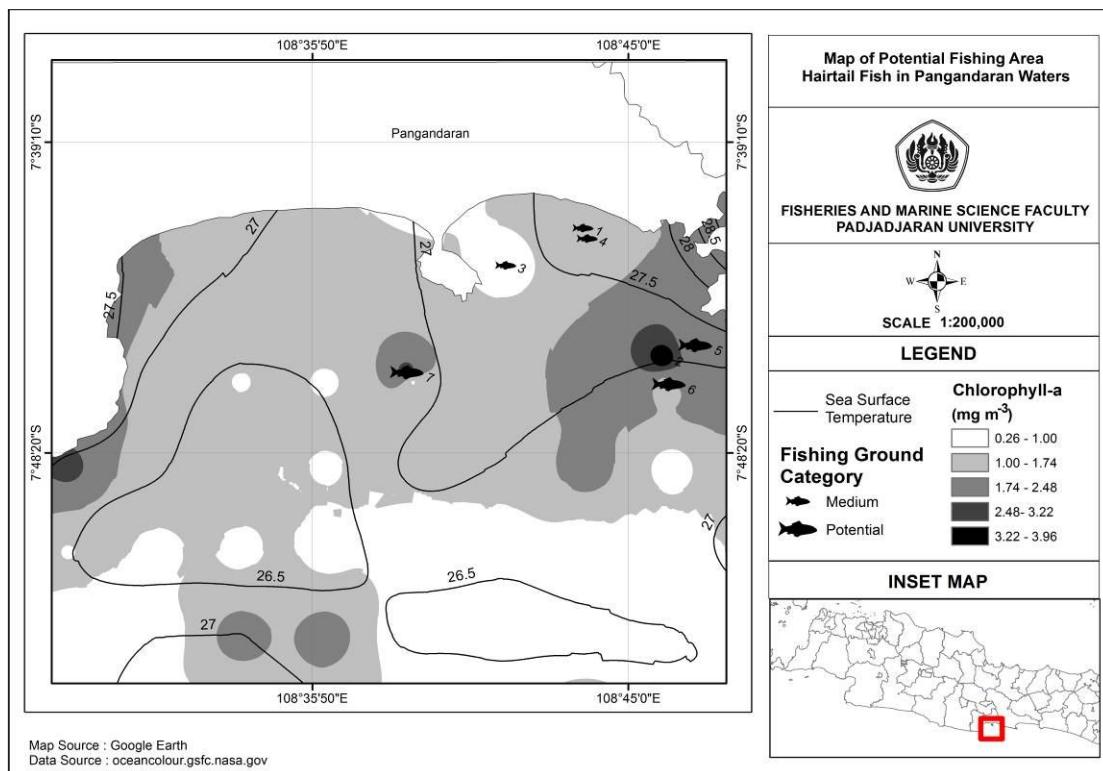 Map of Potential Fishing Area
Hairtail Fish in Pangandaran Waters
FISHERIES AND MARINE SCIENCE FACULTY
PADJADJARAN UNIVERSITY
N
W E
S
SCALE 1:200,000
LEGEND
Sea Surface
Temperature
Fishing Ground
Category
Medium
Potential
Chlorophyll-a
(mg m-3)
0.26 - 1.00
1.00 - 1.74
1.74 - 2.48
2.48- 3.22
3.22 - 3.96
INSET MAP
108°35'50"E
108°45'0"E
7°39'10"S
7°39'10"S
Pangandaran
27
27
27.5
1
4
3
28.5
28
27.5
5
2
6
7
7°48'20"S
7°48'20"S
27
26.5
26.5
27
108°35'50"E
108°45'0"E
Map Source : Google Earth
Data Source : oceancolour.gsfc.nasa.gov